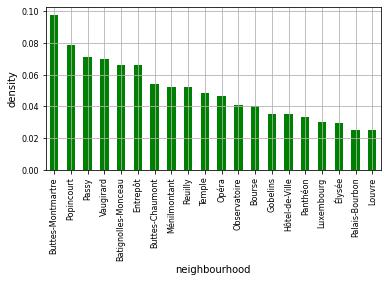 0.10
0.08
0.06
0.04
0.02
0.00
density
Buttes-Montmartre
Popincourt
Passy
Vaugirard
Batignolles-Monceau
Entrepôt
Buttes-Chaumont
Ménilmontant
Reuilly
Temple
Opéra
Observatoire
Bourse
Gobelins
Hôtel-de-Ville
Panthéon
Luxembourg
Élysée
Palais-Bourbon
Louvre
neighbourhood